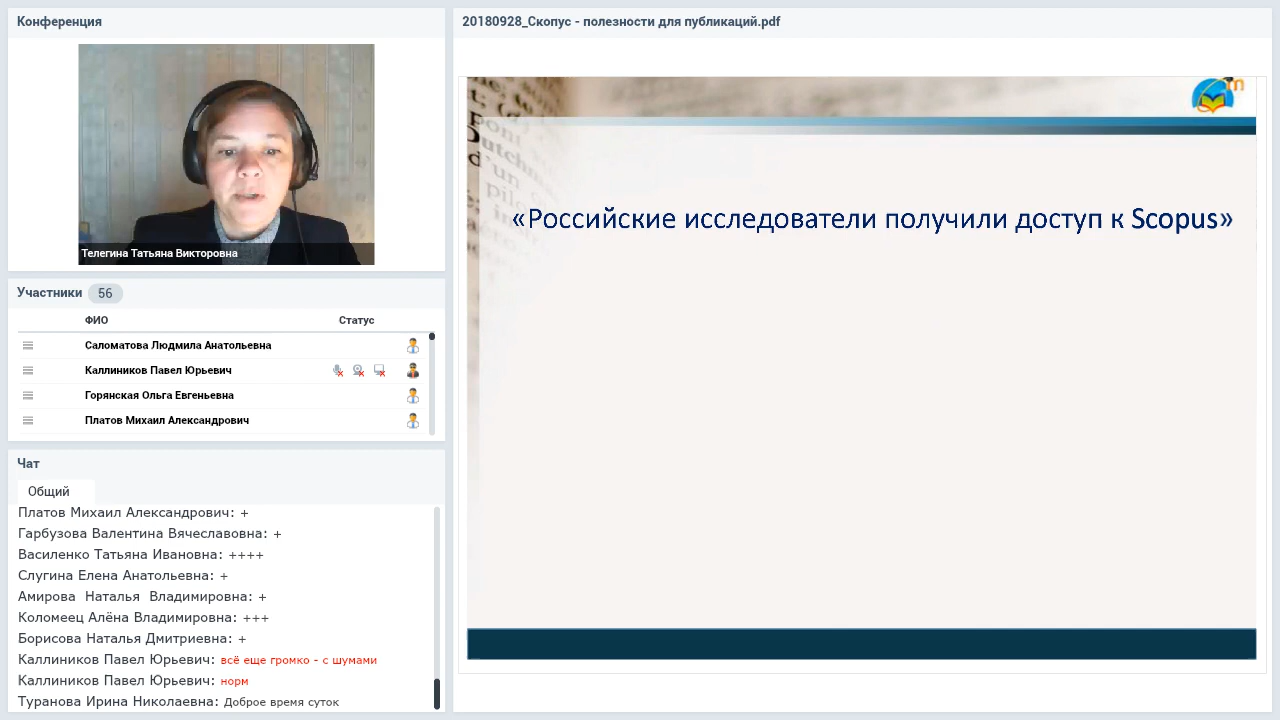 Конференция
Телегина Татьяна Викторовна
Участники 56
ФИО Статус
Саломатова Людмила Анатольевна
Каллиников Павел Юрьевич
Горянская Ольга Евгеньевна
Платов Михаил Александрович
Чат
Общий
Платов Михаил Александрович: +
Гарбузова Валентина Вячеславовна: +
Василенко Татьяна Ивановна: ++++
Слугина Елена Анатольевна: +
Амирова Наталья Владимировна: +
Коломеец Алёна Владимировна: +++
Борисова Наталья Дмитриевна: +
Каллиников Павел Юрьевич: всё еще громко - с шумами
Каллиников Павел Юрьевич: норм
Туранова Ирина Николаевна: Доброе время суток
20180928_Скопус - полезности для публикаций.pdf
«Российские исследователи получили доступ к Scopus»